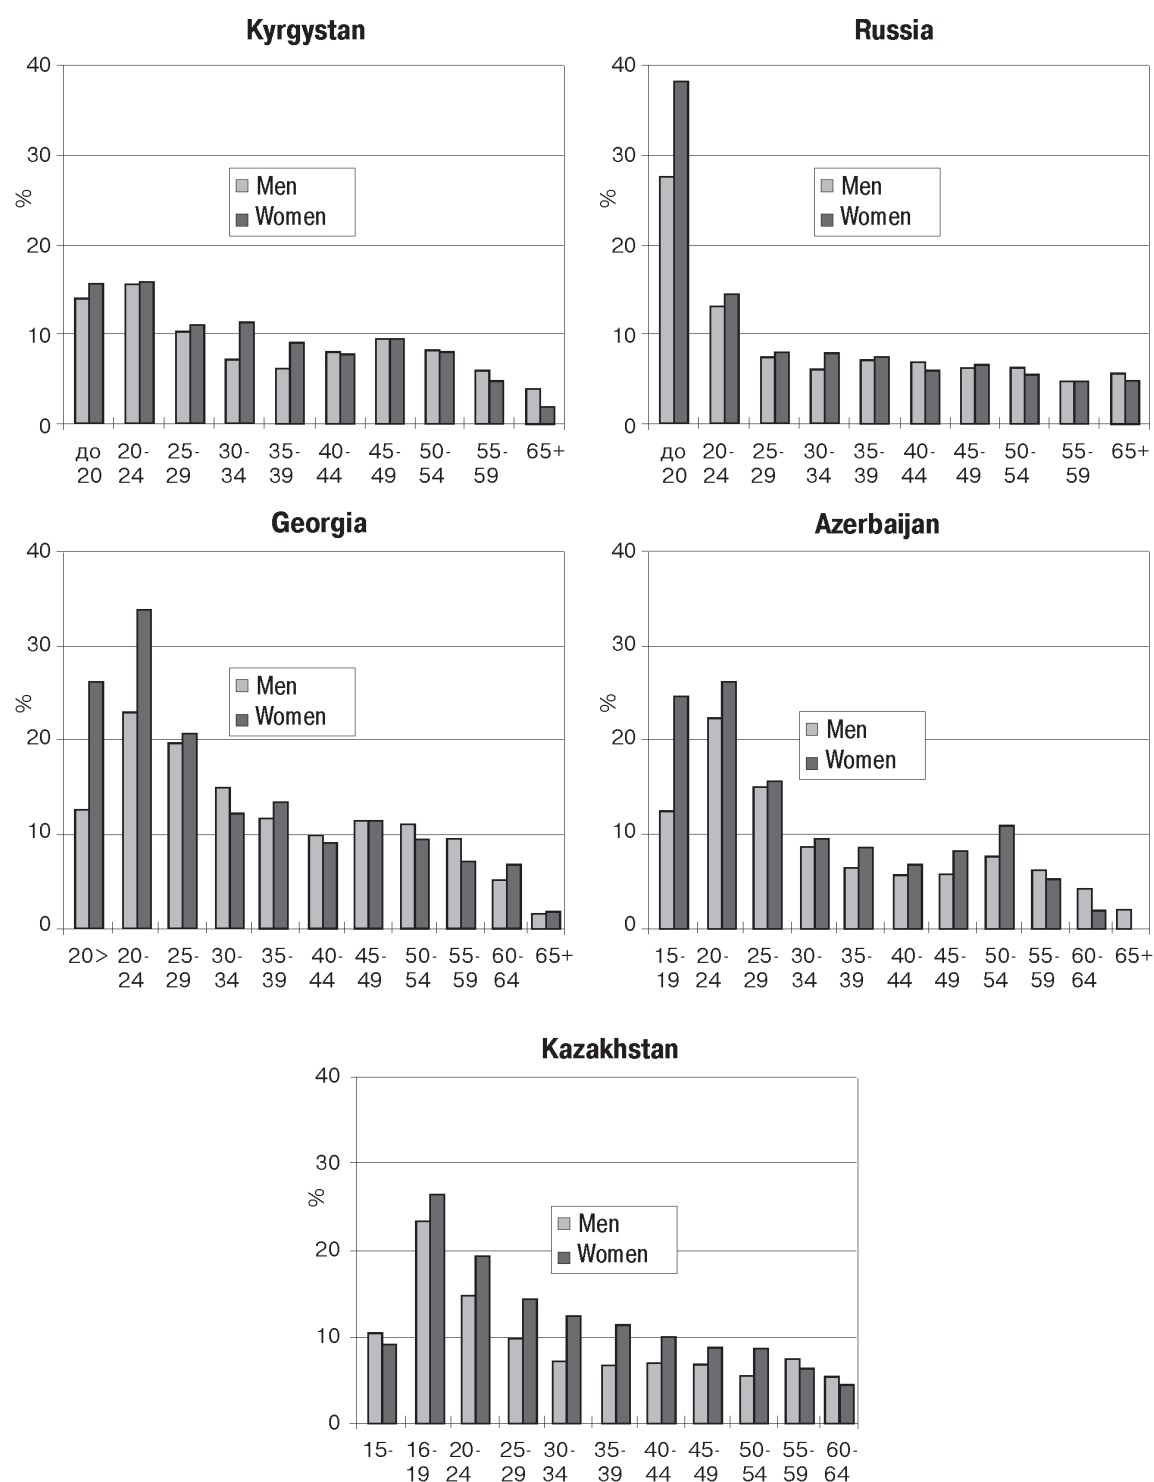 Kyrgystan
40
30
20
10
0
%
Men
Women
до 20- 25- 30- 35- 40- 45- 50- 55- 65+
20 24 29 34 39 44 49 54 59
Russia
40
30
20
10
0
%
Men
Women
до 20- 25- 30- 35- 40- 45- 50- 55- 65+
20 24 29 34 39 44 49 54 59
Georgia
40
30
20
10
0
%
Men
Women
20> 20- 25- 30- 35- 40- 45- 50- 55- 60- 65+
24 29 34 39 44 49 54 59 64
Azerbaijan
40
30
20
10
0
%
Men
Women
15- 20- 25- 30- 35- 40- 45- 50- 55- 60- 65+
19 24 29 34 39 44 49 54 59 64
Kazakhstan
40
30
20
10
0
%
Men
Women
15- 16- 20- 25- 30- 35- 40- 45- 50- 55- 60-
19 24 29 34 39 44 49 54 59 64